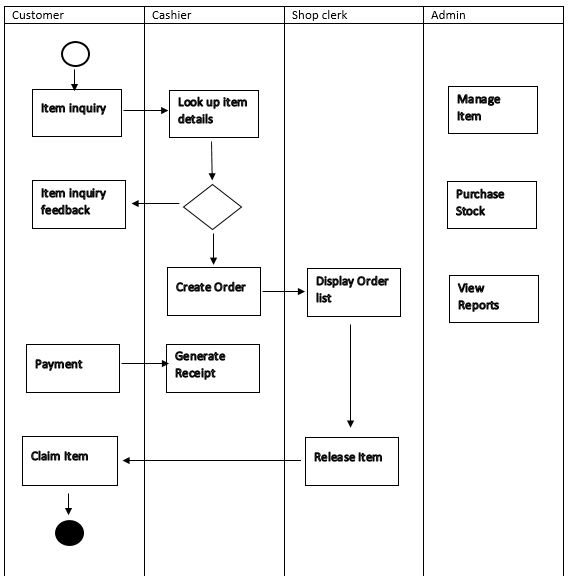 Customer
Cashier
Shop clerk
Admin
Item inquiry
Look up item
details
Manage
Item
Item inquiry
feedback
Purchase
Stock
Create Order
Display Order
list
View
Reports
Payment
Generate
Receipt
Claim Item
Release Item